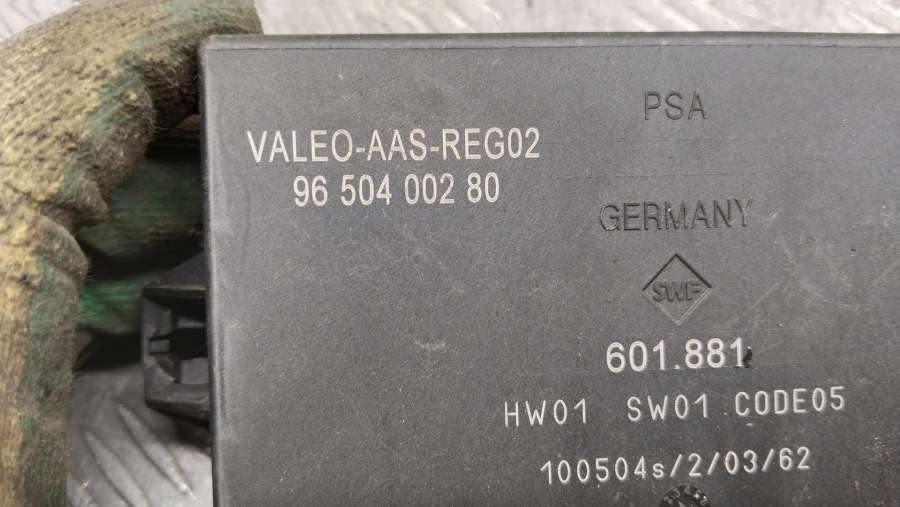 PSA
VALEO-AAS-REG02
96 504 002 80
GERMANY
SWF
601.881
HW01 SW01 CODE05
100504s/2/03/62